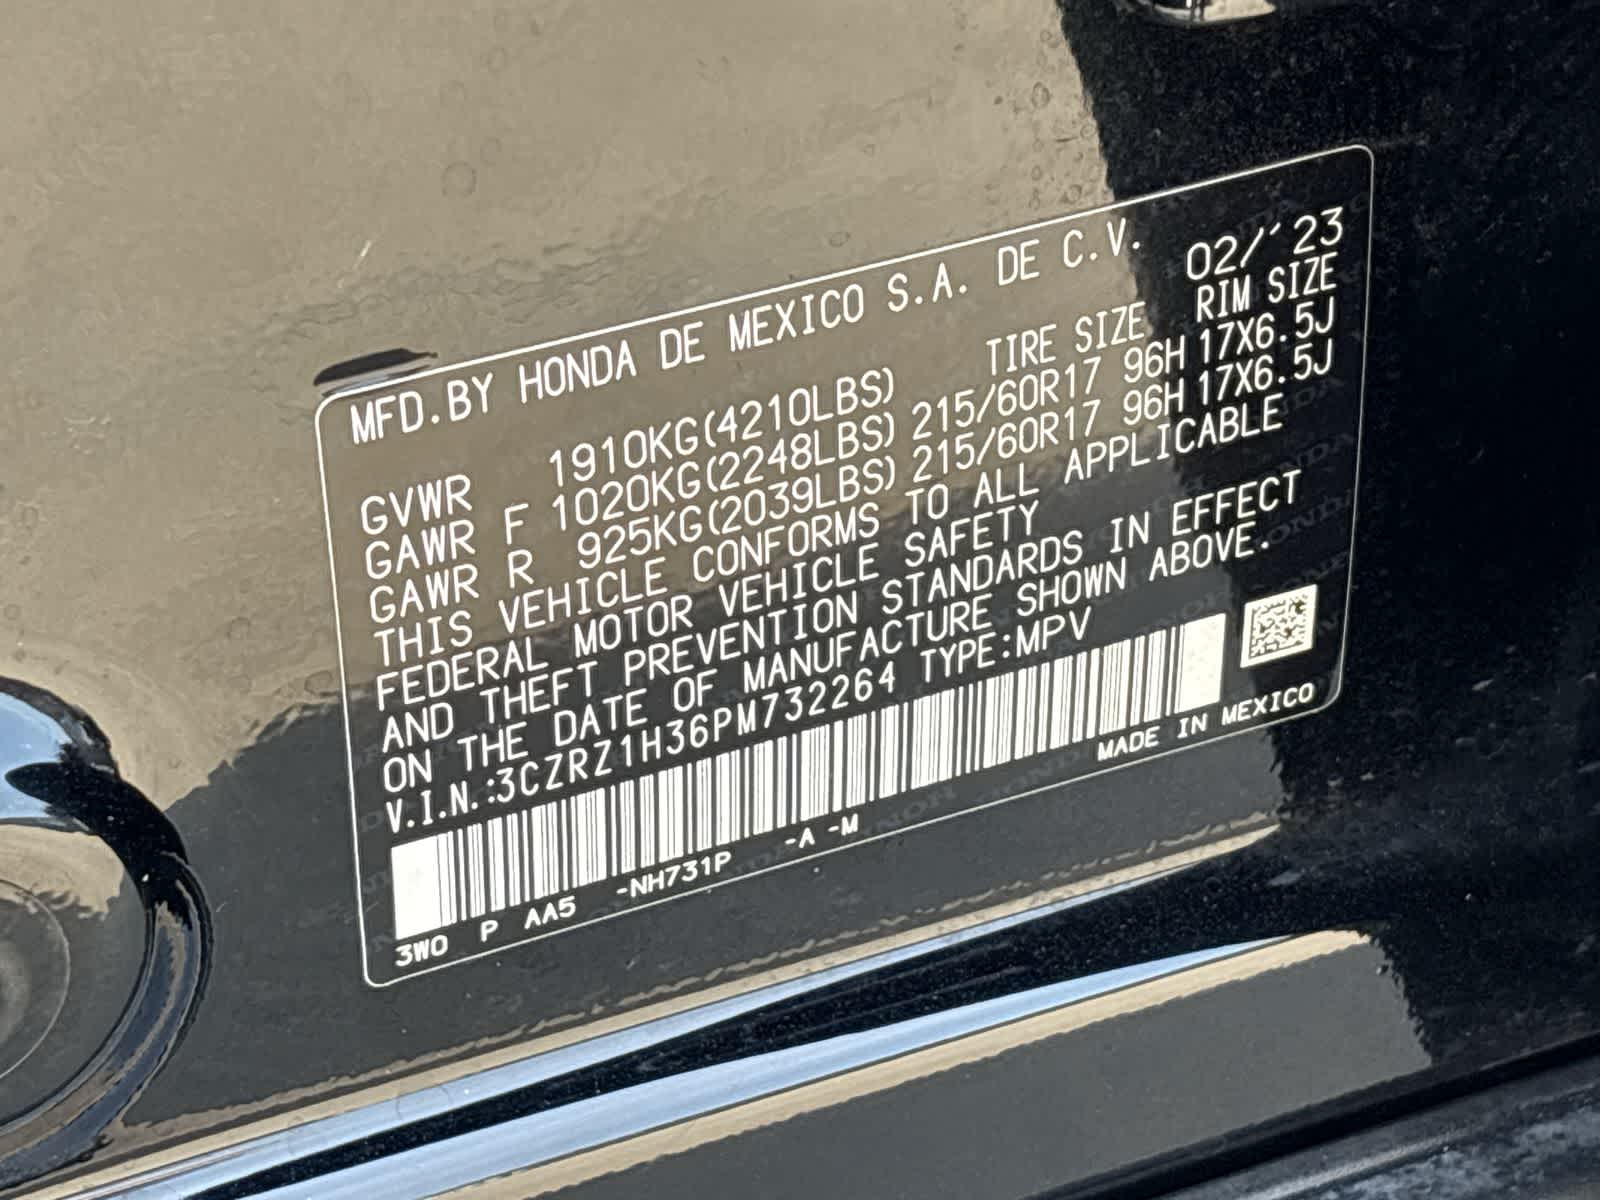 MFD.BY HONDA DE MEXICO S.A. DE C.V. 02/'23
GVWR 1910KG(4210LBS) TIRE SIZE RIM SIZE
GAWR F 1020KG(2248LBS) 215/60R17 96H 17X6.5J
GAWR R 925KG(2039LBS) 215/60R17 96H 17X6.5J
THIS VEHICLE CONFORMS TO ALL APPLICABLE
FEDERAL MOTOR VEHICLE SAFETY
AND THEFT PREVENTION STANDARDS IN EFFECT
ON THE DATE OF MANUFACTURE SHOWN ABOVE.
V.I.N.:3CZRZ1H36PM732264 TYPE:MPV
MADE IN MEXICO
3W0 P AA5 -NH731P -A -M